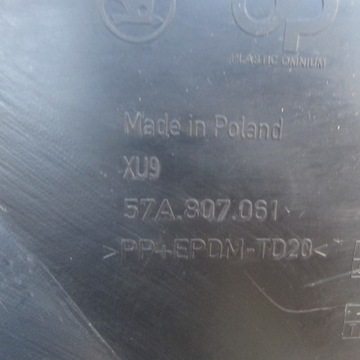 PLASTIC OMNIUM
Made in Poland
XU9
57A.807.061
>PP+EPDM-TD20<